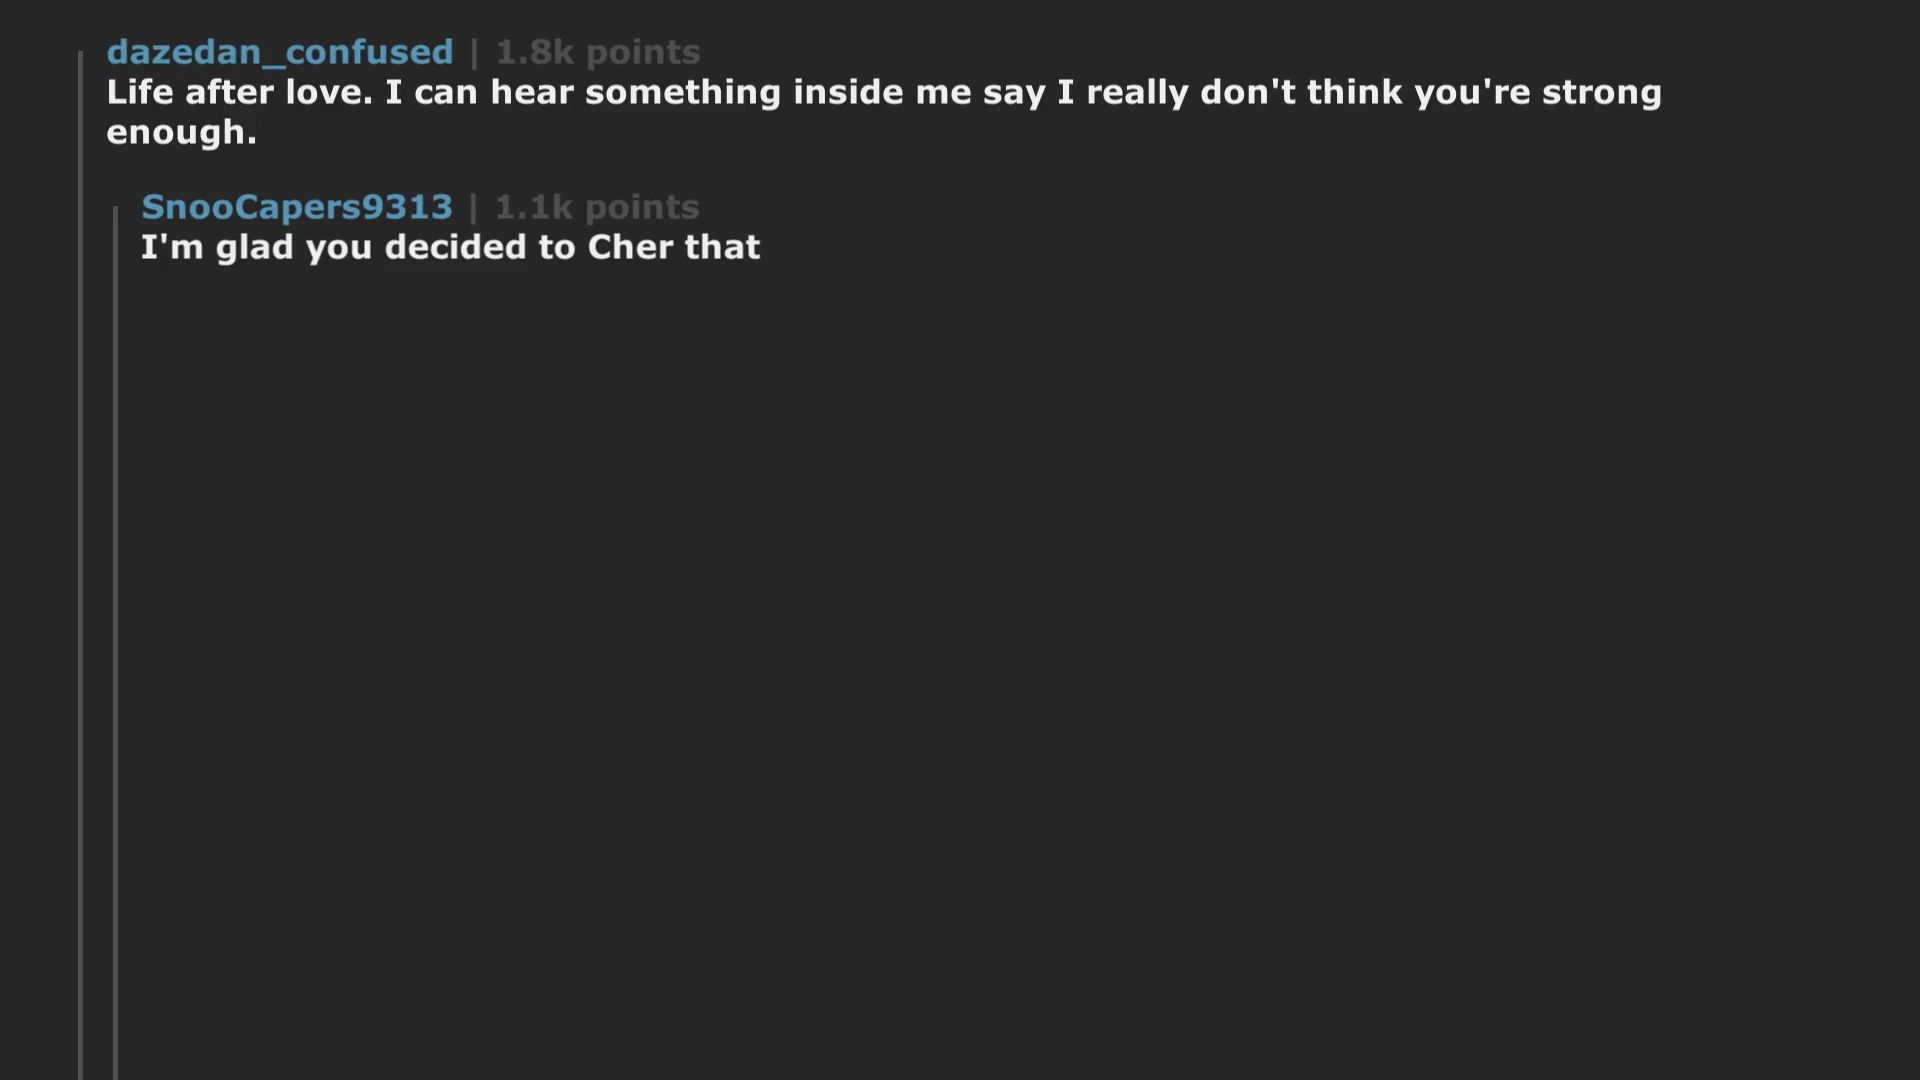 dazedan_confused | 1.8k points
Life after love. I can hear something inside me say I really don't think you're strong
enough.
SnooCapers9313 | 1.1k points
I'm glad you decided to Cher that